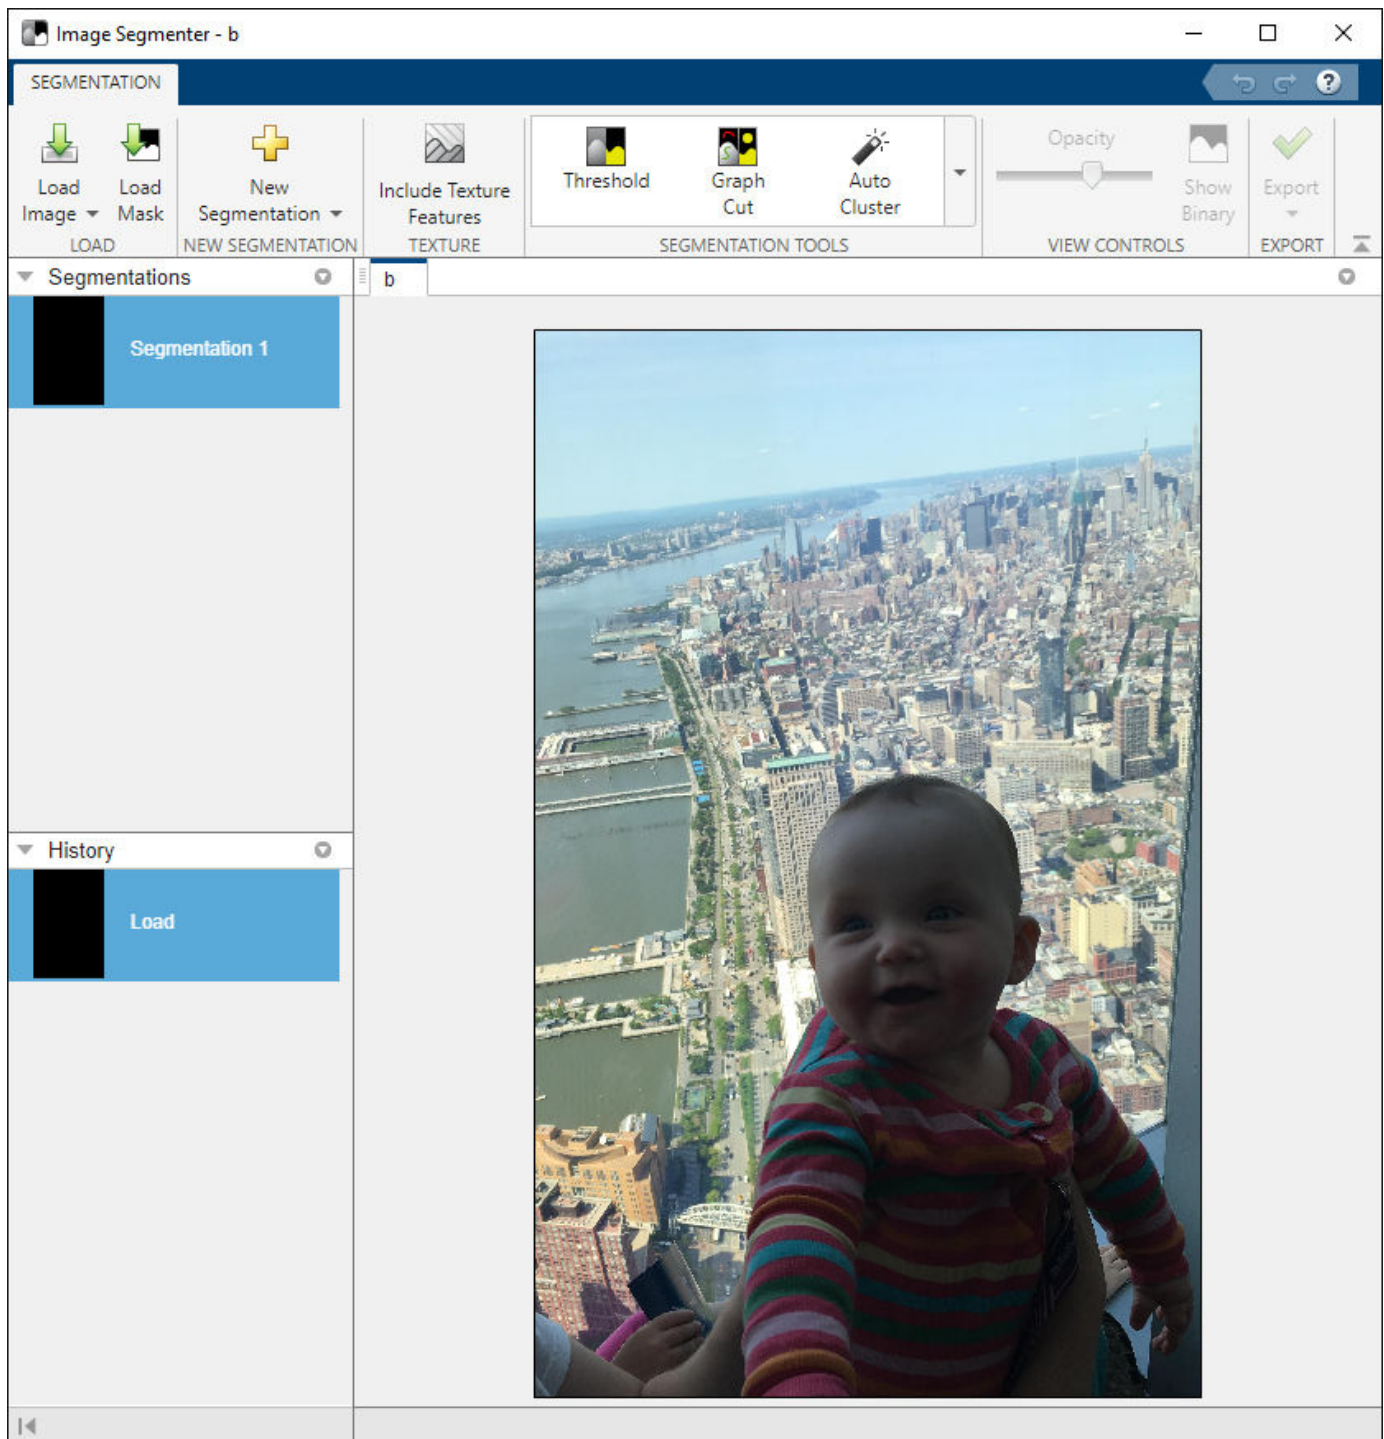 Image Segmenter - b
SEGMENTATION
Load
Image
Load
Mask
New
Segmentation
Include Texture
Features
Threshold
Graph
Cut
Auto
Cluster
Opacity
Show
Binary
Export
LOAD
NEW SEGMENTATION
TEXTURE
SEGMENTATION TOOLS
VIEW CONTROLS
EXPORT
Segmentations
b
Segmentation 1
History
Load